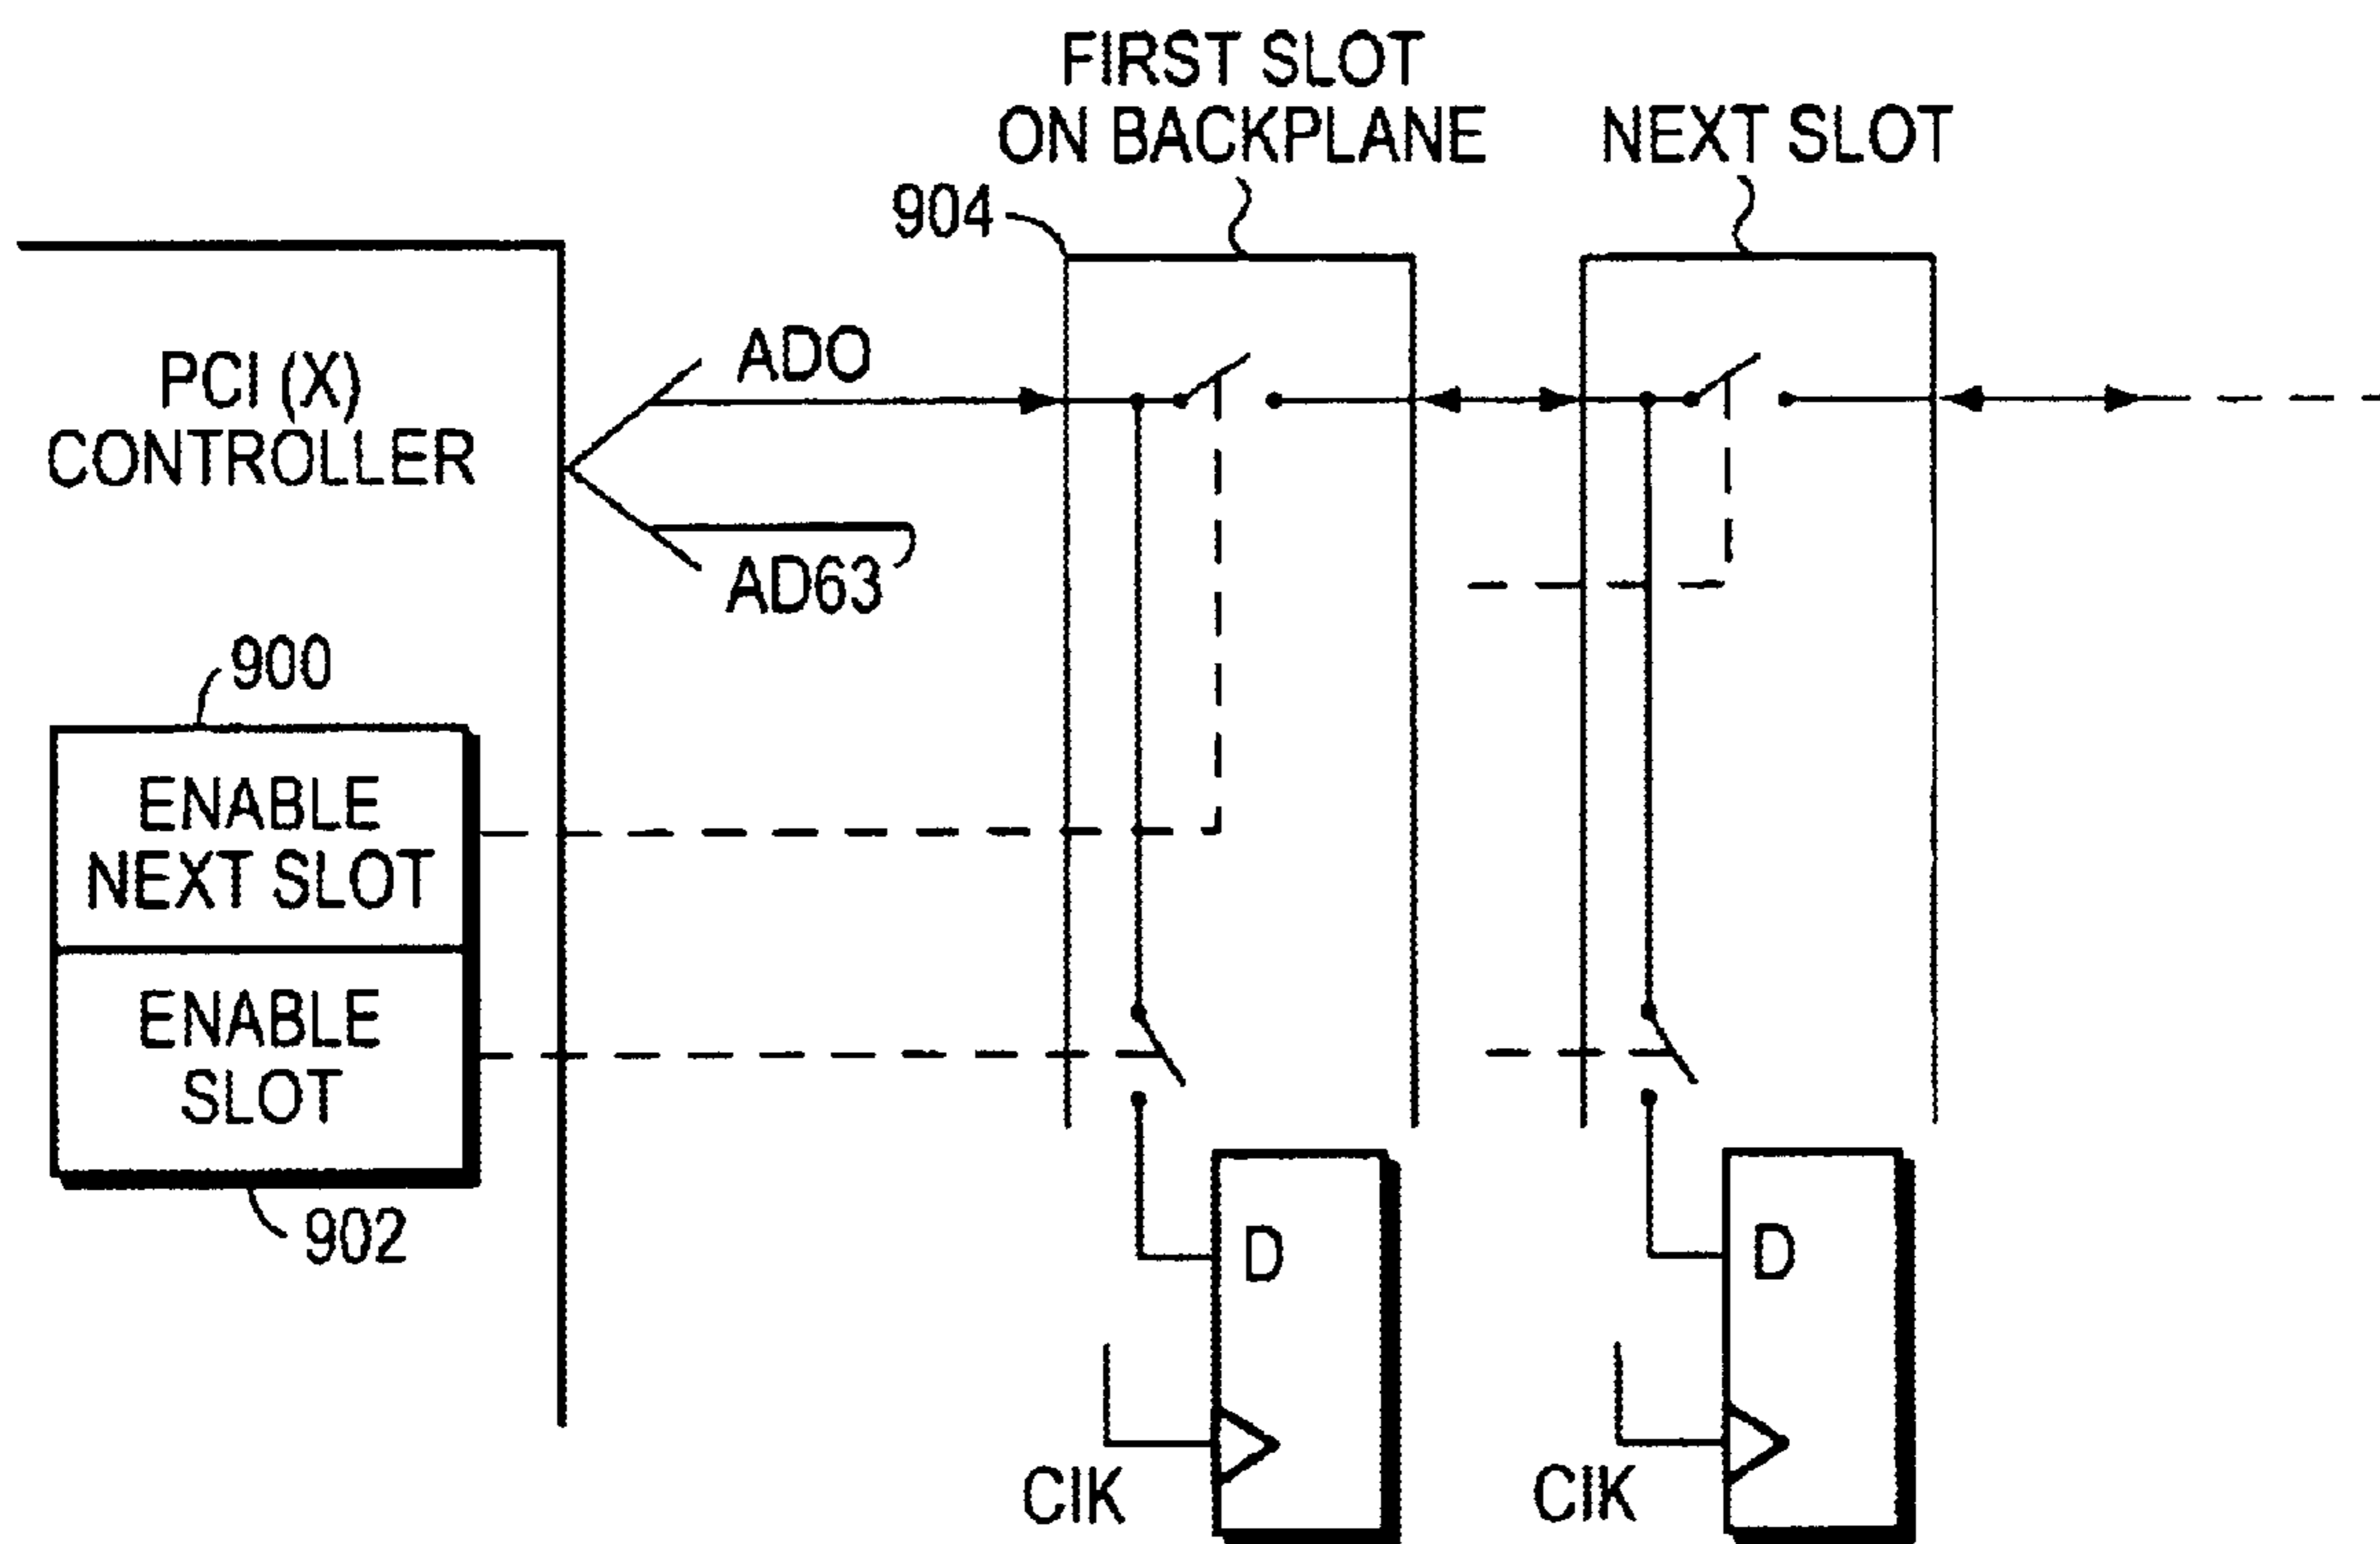 FIRST SLOT
ON BACKPLANE
NEXT SLOT
904
PCI (X)
CONTROLLER
ADO
AD63
900
ENABLE
NEXT SLOT
ENABLE
SLOT
902
D
D
CIK
CIK